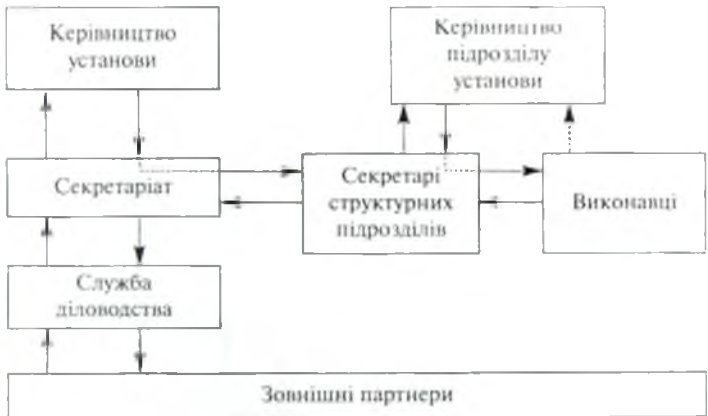 Керівництво
установи
Керівництво
підрозділу
установи
Секретаріат
Секретарі
структурних
підрозділів
Виконавці
Служба
діловодства
Зовнішні партнери